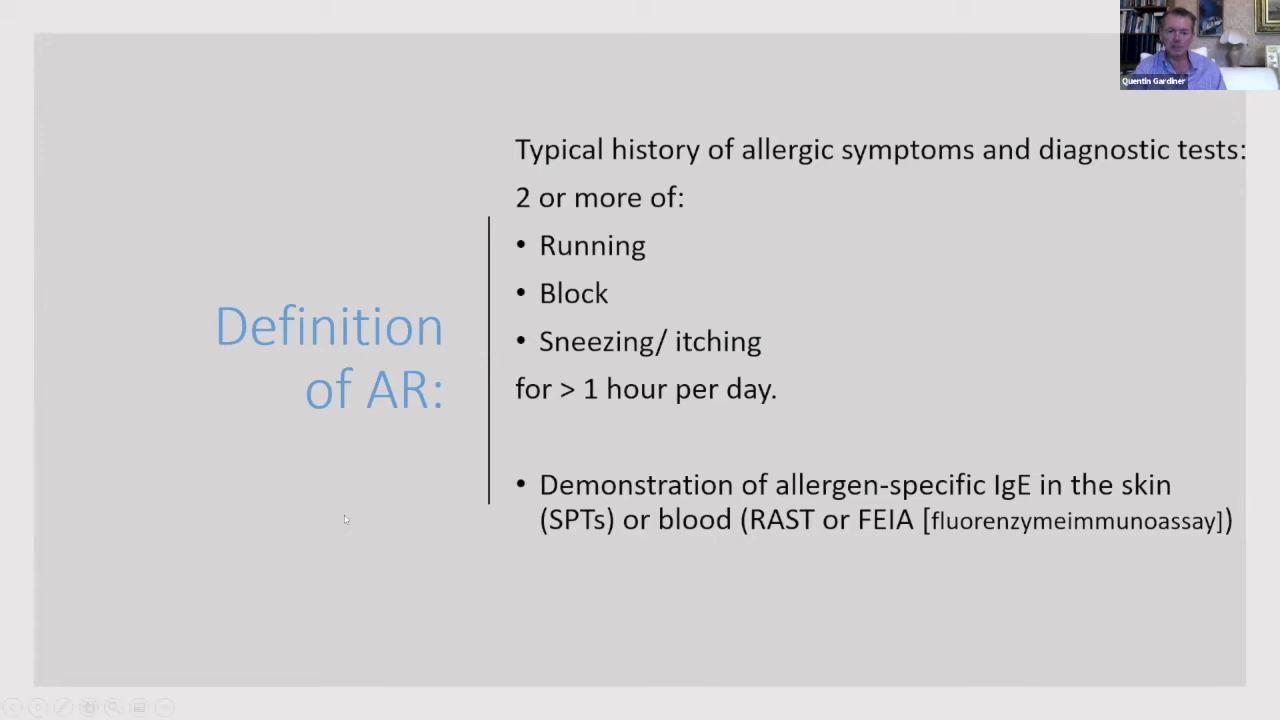 Quentin Gardiner
Typical history of allergic symptoms and diagnostic tests:
2 or more of:
• Running
• Block
• Sneezing/ itching
for > 1 hour per day.
Definition
of AR:
• Demonstration of allergen-specific IgE in the skin
(SPTs) or blood (RAST or FEIA [fluorenzymeimmunoassay])